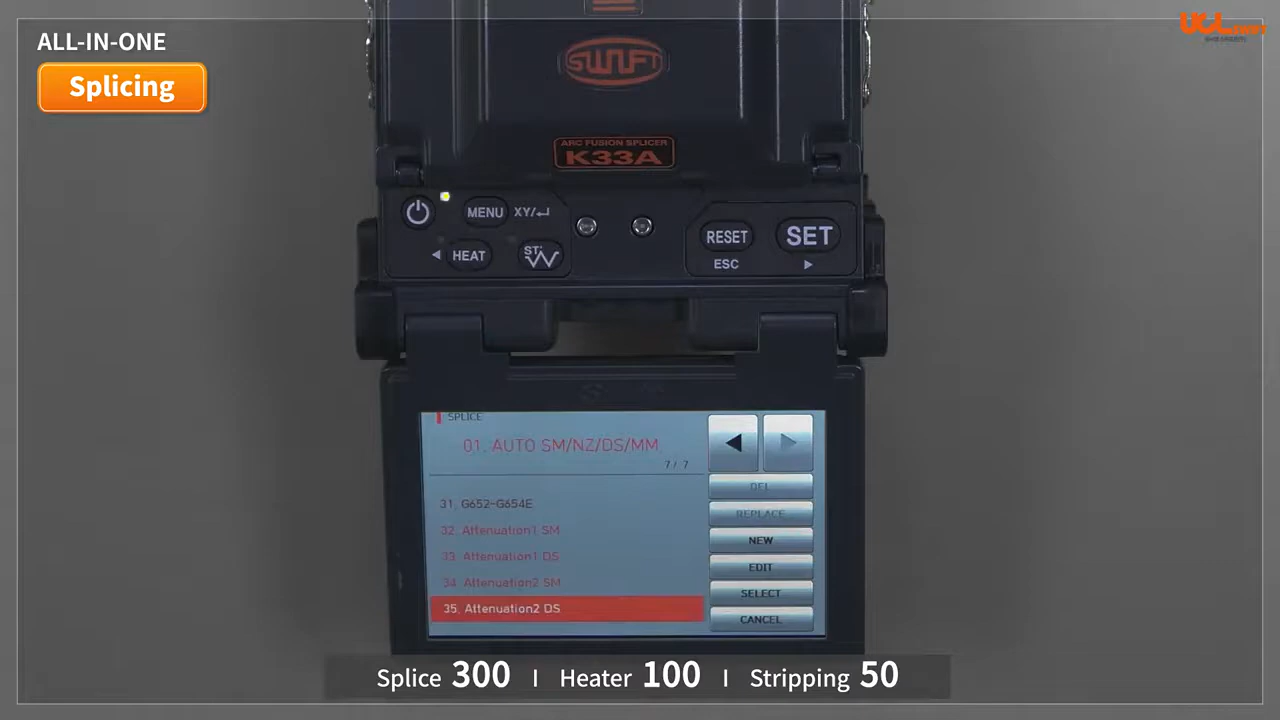 ALL-IN-ONE
Splicing
UCL
SWIFT
ARC FUSION SPLICER
K33A
MENU XY/↵
◀ HEAT
RESET
ESC
SET
▶
SPLICE
01. AUTO SM/NZ/DS/MM
7/7
31. G652-G654E
32. Attenuation1 SM
33. Attenuation1 DS
34. Attenuation2 SM
35. Attenuation2 DS
DEL
REPLACE
NEW
EDIT
SELECT
CANCEL
Splice 300 I Heater 100 I Stripping 50